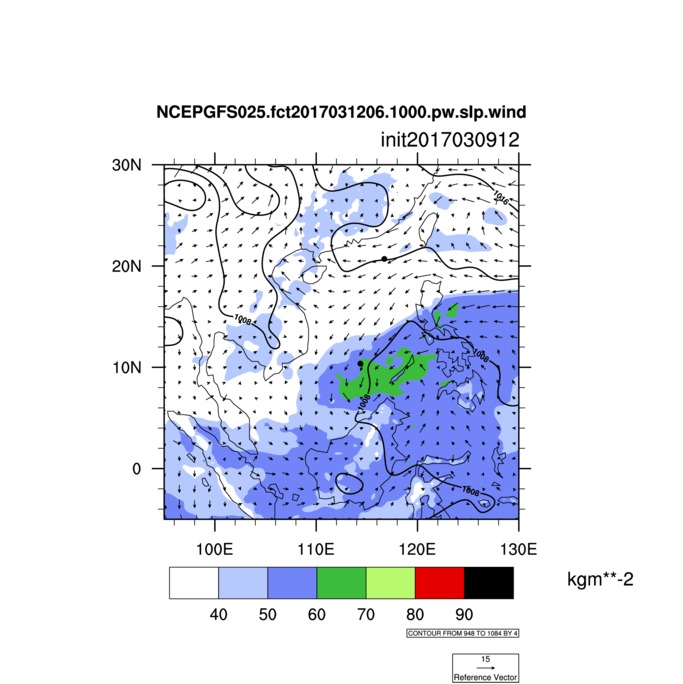 NCEPGFS025.fct2017031206.1000.pw.slp.wind
init2017030912
30N
20N
10N
0
1016
1008
1008
1008
1008
100E 110E 120E 130E
kgm**-2
40 50 60 70 80 90
CONTOUR FROM 948 TO 1084 BY 4
15
Reference Vector